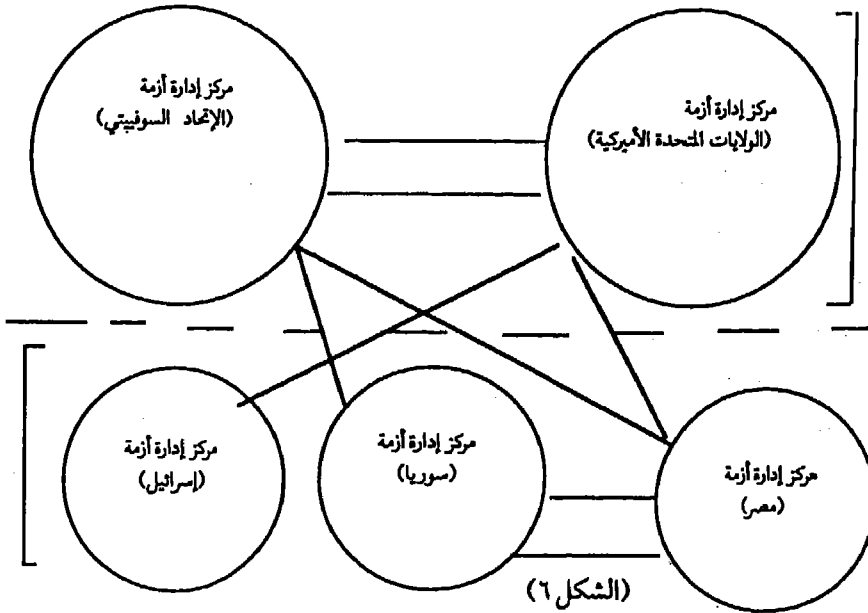 مركز إدارة أزمة
(الولايات المتحدة الأميركية)
مركز إدارة أزمة
(الإتحاد السوفييتي)
مركز إدارة أزمة
(مصر)
مركز إدارة أزمة
(سوريا)
مركز إدارة أزمة
(إسرائيل)
(الشكل ٦)